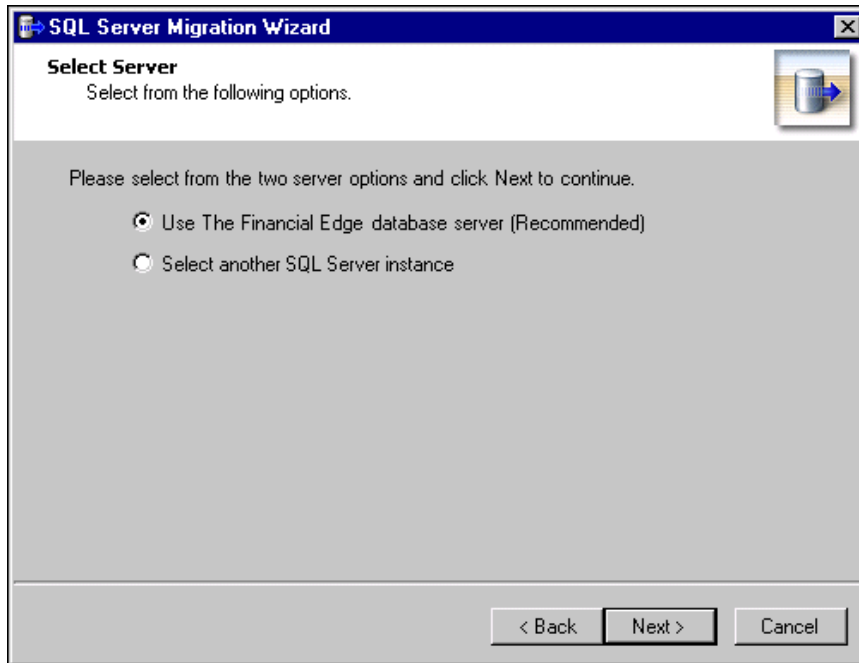 SQL Server Migration Wizard
Select Server
Select from the following options.
Please select from the two server options and click Next to continue.
Use The Financial Edge database server (Recommended)
Select another SQL Server instance
< Back
Next >
Cancel